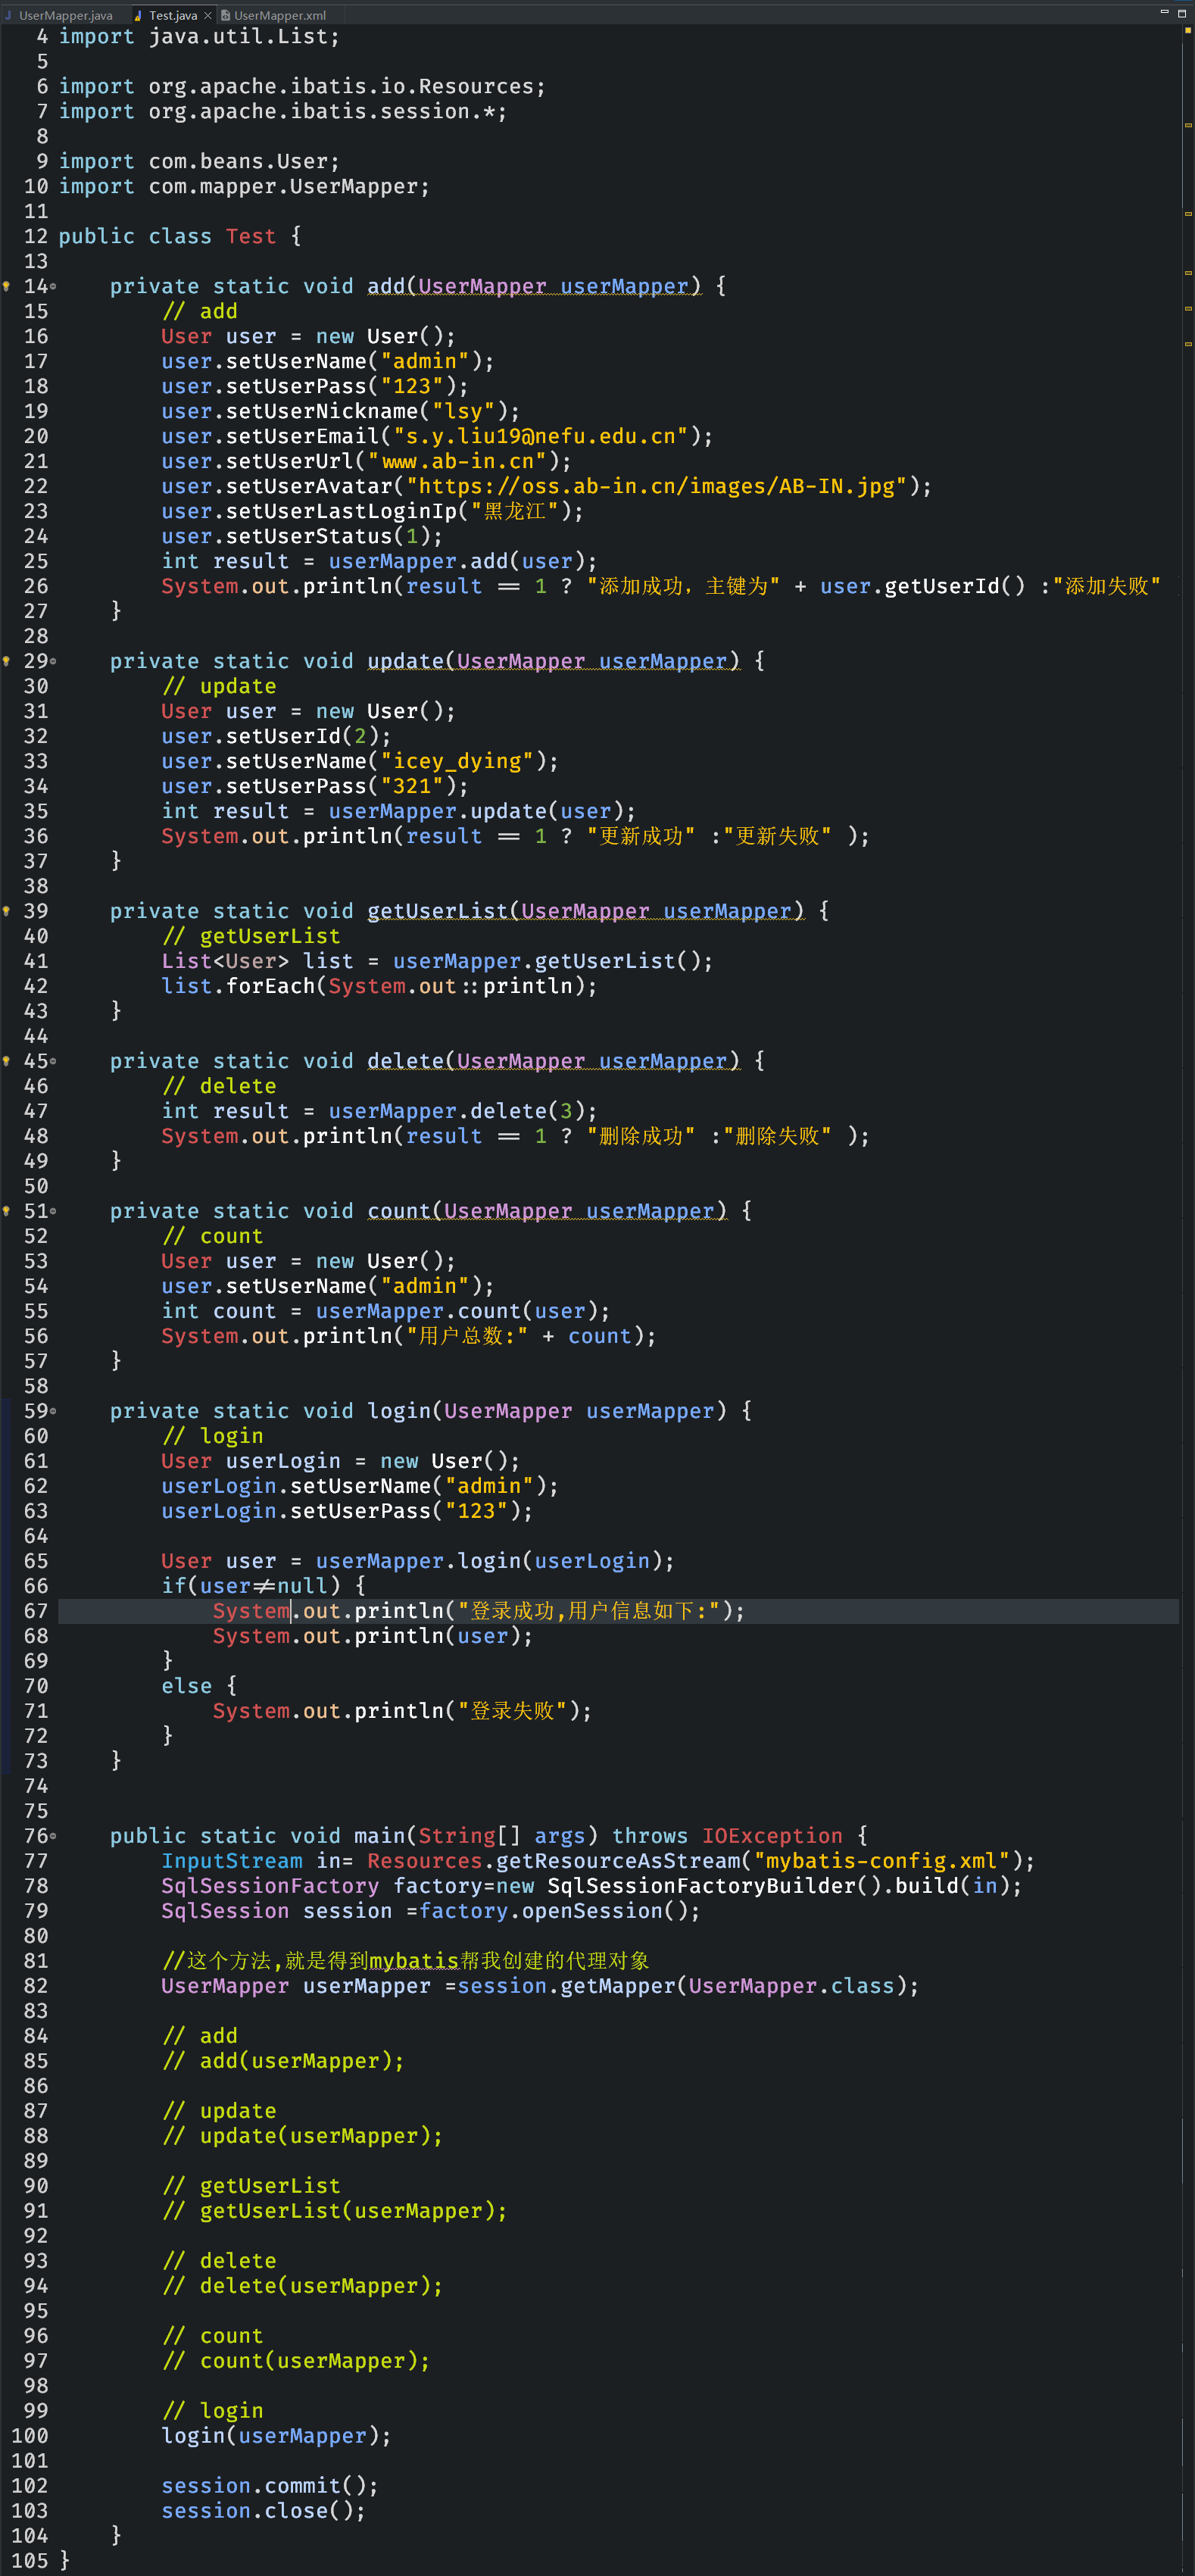 UserMapper.java Test.java UserMapper.xml
4 import java.util.List;
5
6 import org.apache.ibatis.io.Resources;
7 import org.apache.ibatis.session.*;
8
9 import com.beans.User;
10 import com.mapper.UserMapper;
11
12 public class Test {
13
14     private static void add(UserMapper userMapper) {
15         // add
16         User user = new User();
17         user.setUserName("admin");
18         user.setUserPass("123");
19         user.setUserNickname("lsy");
20         user.setUserEmail("s.y.liu19@nefu.edu.cn");
21         user.setUserUrl("www.ab-in.cn");
22         user.setUserAvatar("https://oss.ab-in.cn/images/AB-IN.jpg");
23         user.setUserLastLoginIp("黑龙江");
24         user.setUserStatus(1);
25         int result = userMapper.add(user);
26         System.out.println(result == 1 ? "添加成功，主键为" + user.getUserId() :"添加失败"
27     }
28
29     private static void update(UserMapper userMapper) {
30         // update
31         User user = new User();
32         user.setUserId(2);
33         user.setUserName("icey_dying");
34         user.setUserPass("321");
35         int result = userMapper.update(user);
36         System.out.println(result == 1 ? "更新成功" :"更新失败" );
37     }
38
39     private static void getUserList(UserMapper userMapper) {
40         // getUserList
41         List<User> list = userMapper.getUserList();
42         list.forEach(System.out::println);
43     }
44
45     private static void delete(UserMapper userMapper) {
46         // delete
47         int result = userMapper.delete(3);
48         System.out.println(result == 1 ? "删除成功" :"删除失败" );
49     }
50
51     private static void count(UserMapper userMapper) {
52         // count
53         User user = new User();
54         user.setUserName("admin");
55         int count = userMapper.count(user);
56         System.out.println("用户总数:" + count);
57     }
58
59     private static void login(UserMapper userMapper) {
60         // login
61         User userLogin = new User();
62         userLogin.setUserName("admin");
63         userLogin.setUserPass("123");
64
65         User user = userMapper.login(userLogin);
66         if(user!=null) {
67             System.out.println("登录成功,用户信息如下:");
68             System.out.println(user);
69         }
70         else {
71             System.out.println("登录失败");
72         }
73     }
74
75
76     public static void main(String[] args) throws IOException {
77         InputStream in= Resources.getResourceAsStream("mybatis-config.xml");
78         SqlSessionFactory factory=new SqlSessionFactoryBuilder().build(in);
79         SqlSession session =factory.openSession();
80
81         //这个方法,就是得到mybatis帮我创建的代理对象
82         UserMapper userMapper =session.getMapper(UserMapper.class);
83
84         // add
85         // add(userMapper);
86
87         // update
88         // update(userMapper);
89
90         // getUserList
91         // getUserList(userMapper);
92
93         // delete
94         // delete(userMapper);
95
96         // count
97         // count(userMapper);
98
99         // login
100         login(userMapper);
101
102         session.commit();
103         session.close();
104     }
105 }